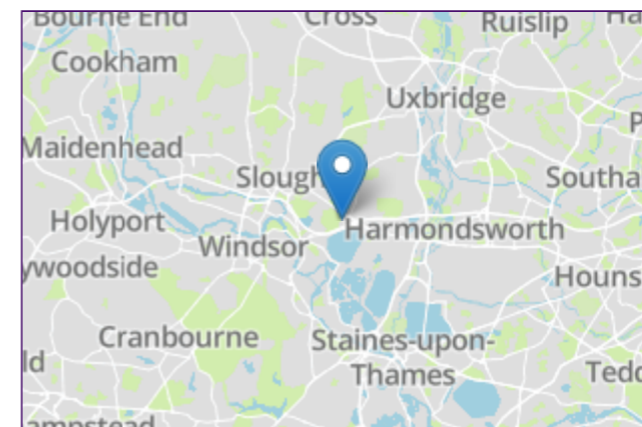 Bourne End
Cross
Ruislip
Ha
Cookham
Uxbridge
P
Maidenhead
Slough
Southa
Holyport
Harmondsworth
Windsor
ywoodside
Houns
Cranbourne
Staines-upon-
Thames
ld
Tedd
ampstead